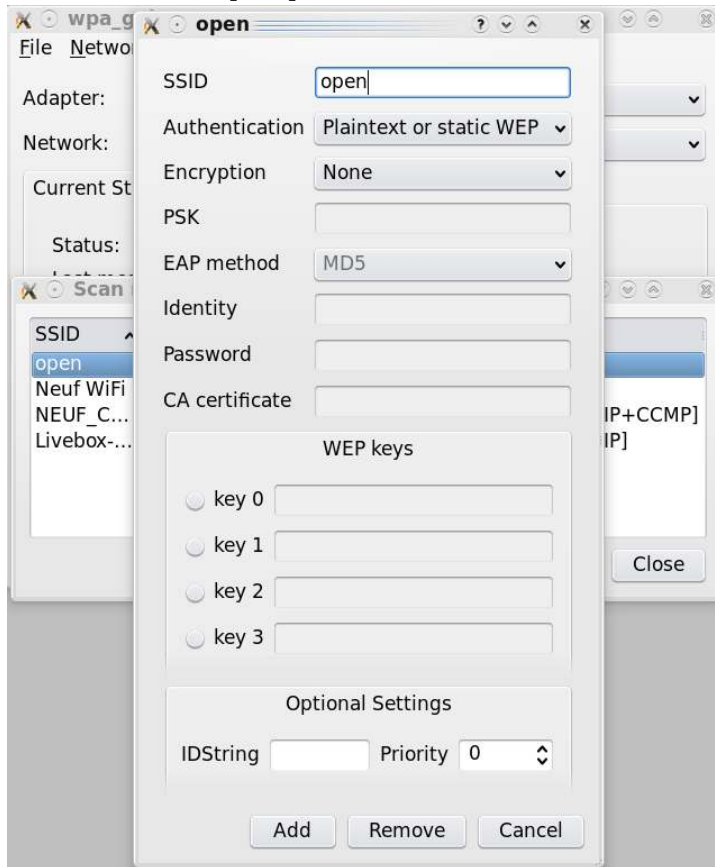 wpa_g
File Netwo
Adapter:
Network:
Current St
Status:
Scan
SSID
open
Neuf WiFi
NEUF_C...
Livebox-...
IP+CCMP]
IP]
Close
open
SSID open
Authentication Plaintext or static WEP
Encryption None
PSK
EAP method MD5
Identity
Password
CA certificate
WEP keys
key 0
key 1
key 2
key 3
Optional Settings
IDString Priority 0
Add Remove Cancel